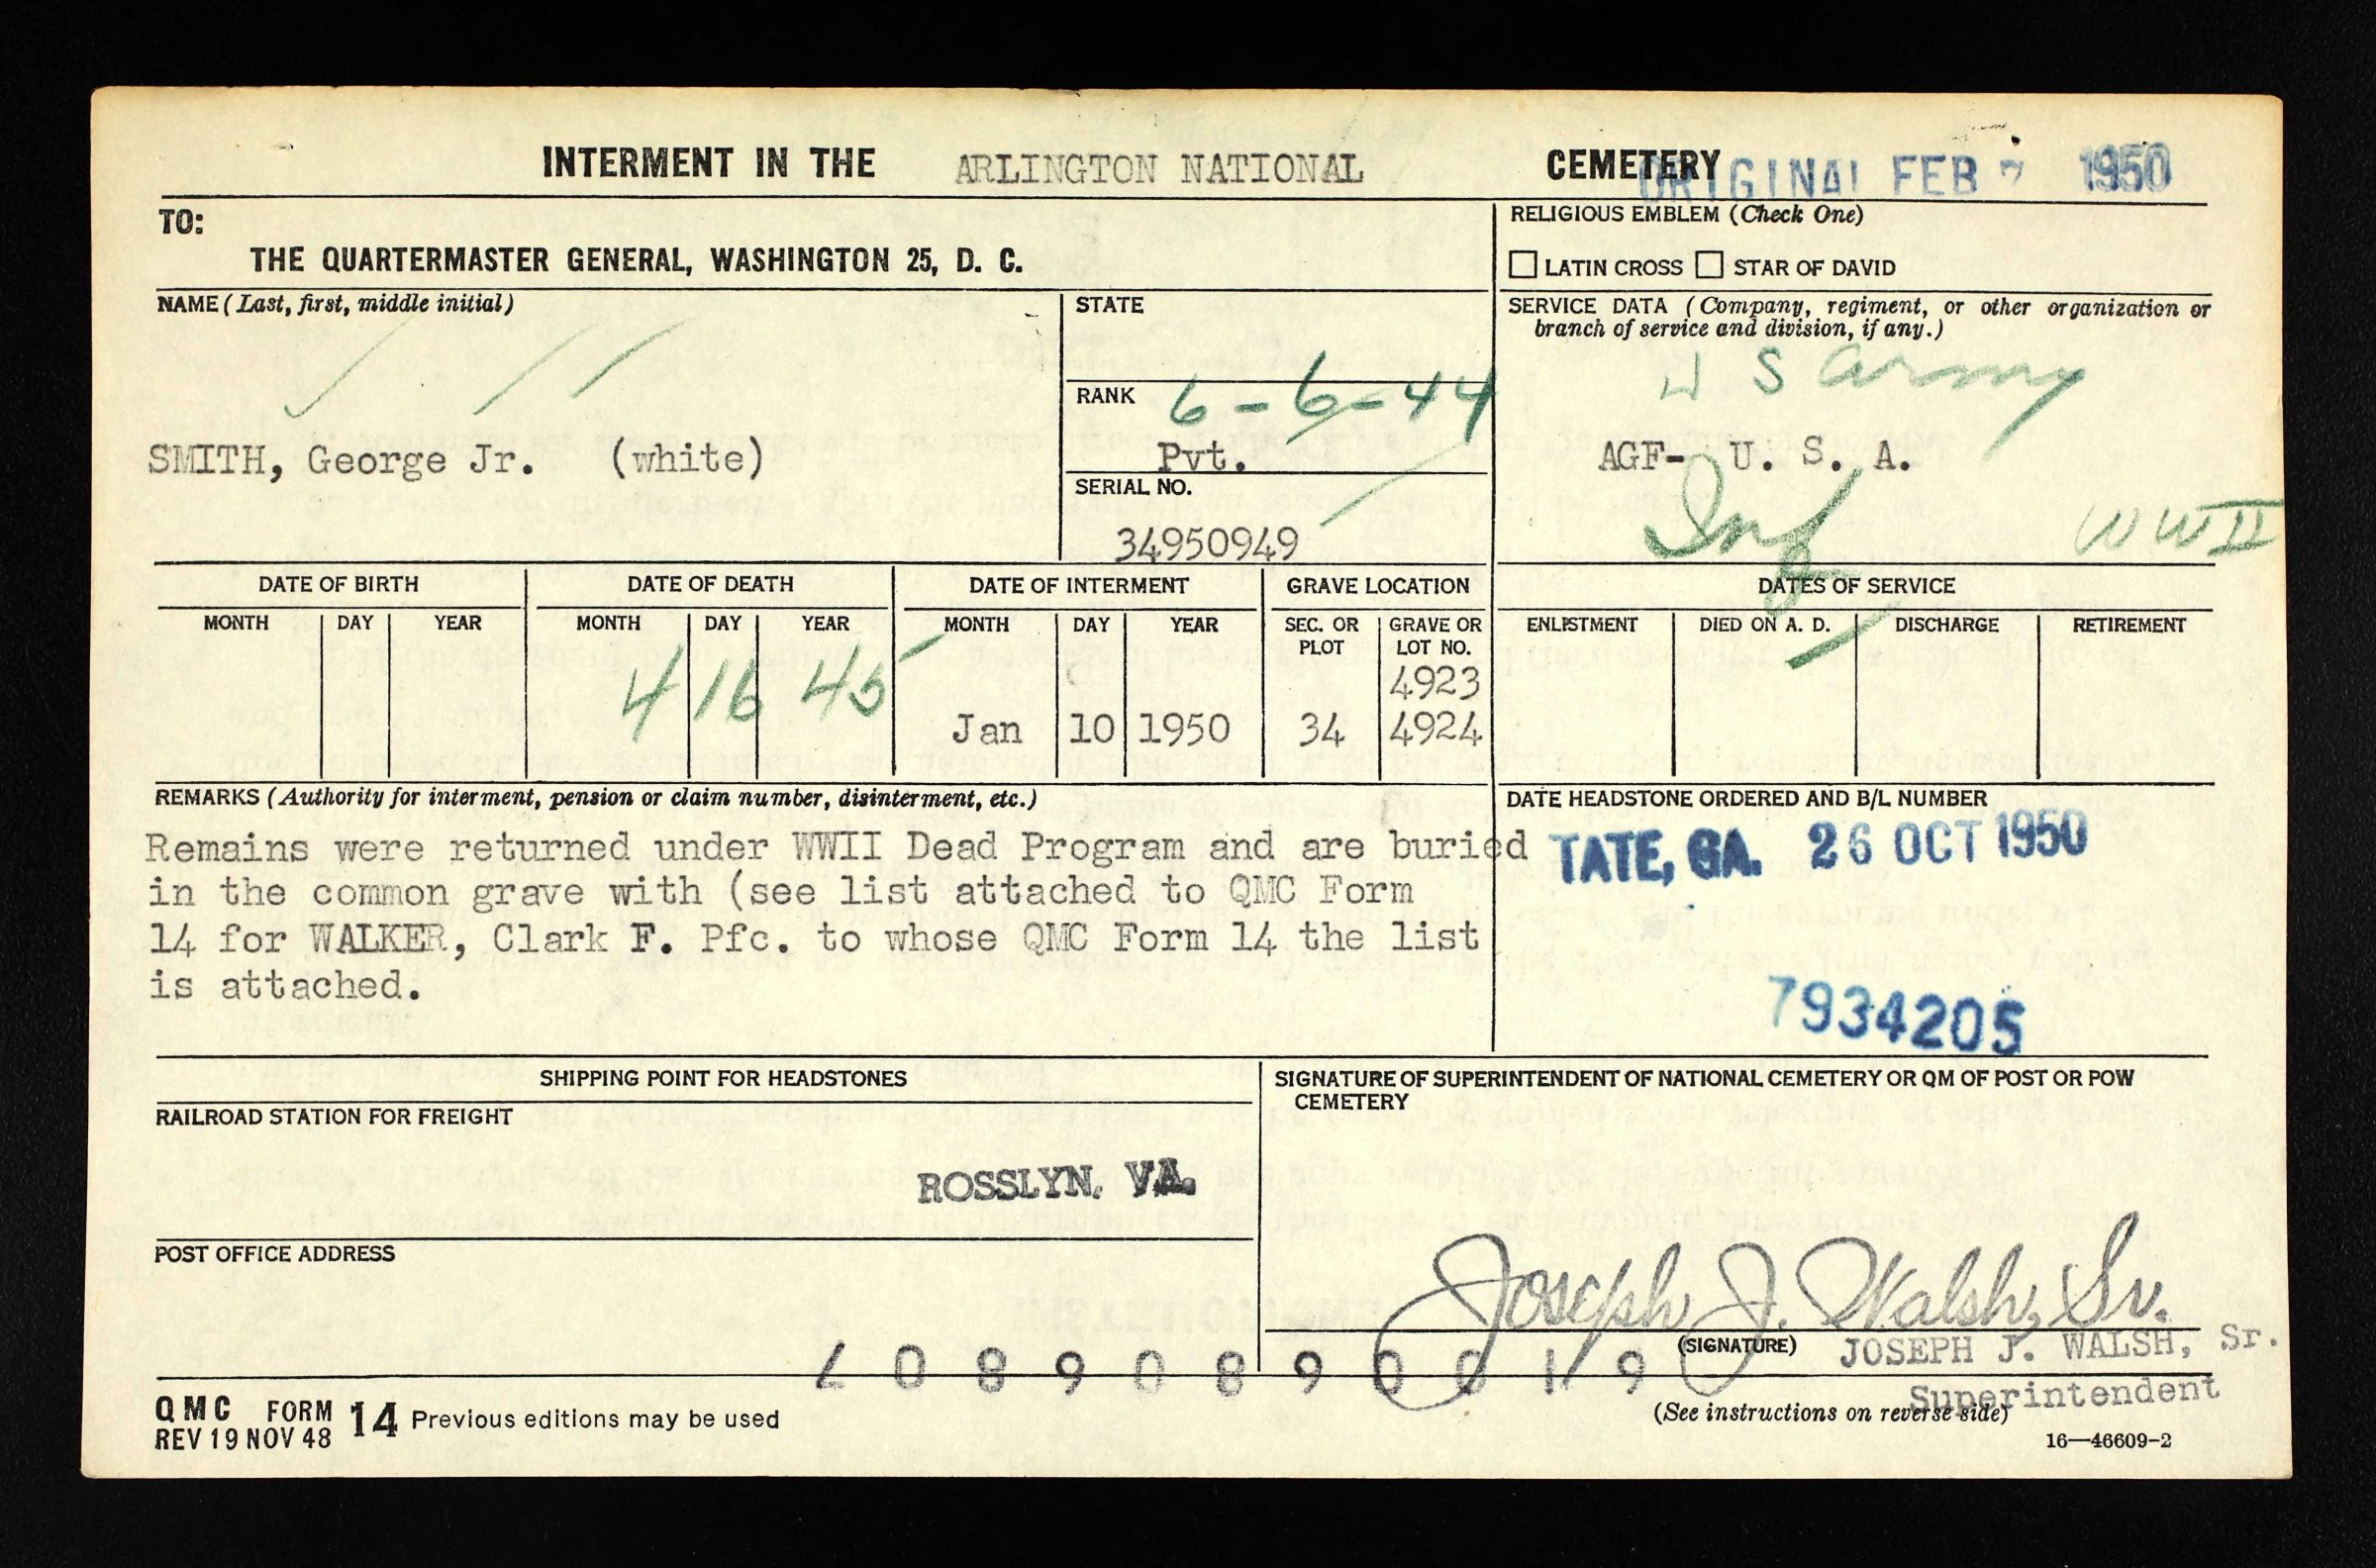 INTERMENT IN THE ARLINGTON NATIONAL CEMETERY
ORIGINAL FEB 7 1950
TO:
THE QUARTERMASTER GENERAL, WASHINGTON 25, D. C.
RELIGIOUS EMBLEM (Check One)
LATIN CROSS STAR OF DAVID
NAME (Last, first, middle initial)
SMITH, George Jr. (white)
STATE
RANK 6-6-44
Pvt.
SERIAL NO.
34950949
SERVICE DATA (Company, regiment, or other organization or
branch of service and division, if any.)
U S Army
AGF- U. S. A.
Inf WWII
DATE OF BIRTH DATE OF DEATH DATE OF INTERMENT GRAVE LOCATION DATES OF SERVICE
MONTH DAY YEAR MONTH DAY YEAR MONTH DAY YEAR SEC. OR PLOT GRAVE OR LOT NO. ENLISTMENT DIED ON A. D. DISCHARGE RETIREMENT
4923
4 16 45 Jan 10 1950 34 4924
REMARKS (Authority for interment, pension or claim number, disinterment, etc.)
Remains were returned under WWII Dead Program and are buried
in the common grave with (see list attached to QMC Form
14 for WALKER, Clark F. Pfc. to whose QMC Form 14 the list
is attached.
DATE HEADSTONE ORDERED AND B/L NUMBER
TATE, GA. 26 OCT 1950
7934205
SHIPPING POINT FOR HEADSTONES
RAILROAD STATION FOR FREIGHT
ROSSLYN, VA.
POST OFFICE ADDRESS
SIGNATURE OF SUPERINTENDENT OF NATIONAL CEMETERY OR QM OF POST OR POW
CEMETERY
Joseph J. Walsh, Sr.
(SIGNATURE) JOSEPH J. WALSH, Sr.
Superintendent
QMC FORM 14 Previous editions may be used
REV 19 NOV 48
(See instructions on reverse side)
16—46609-2